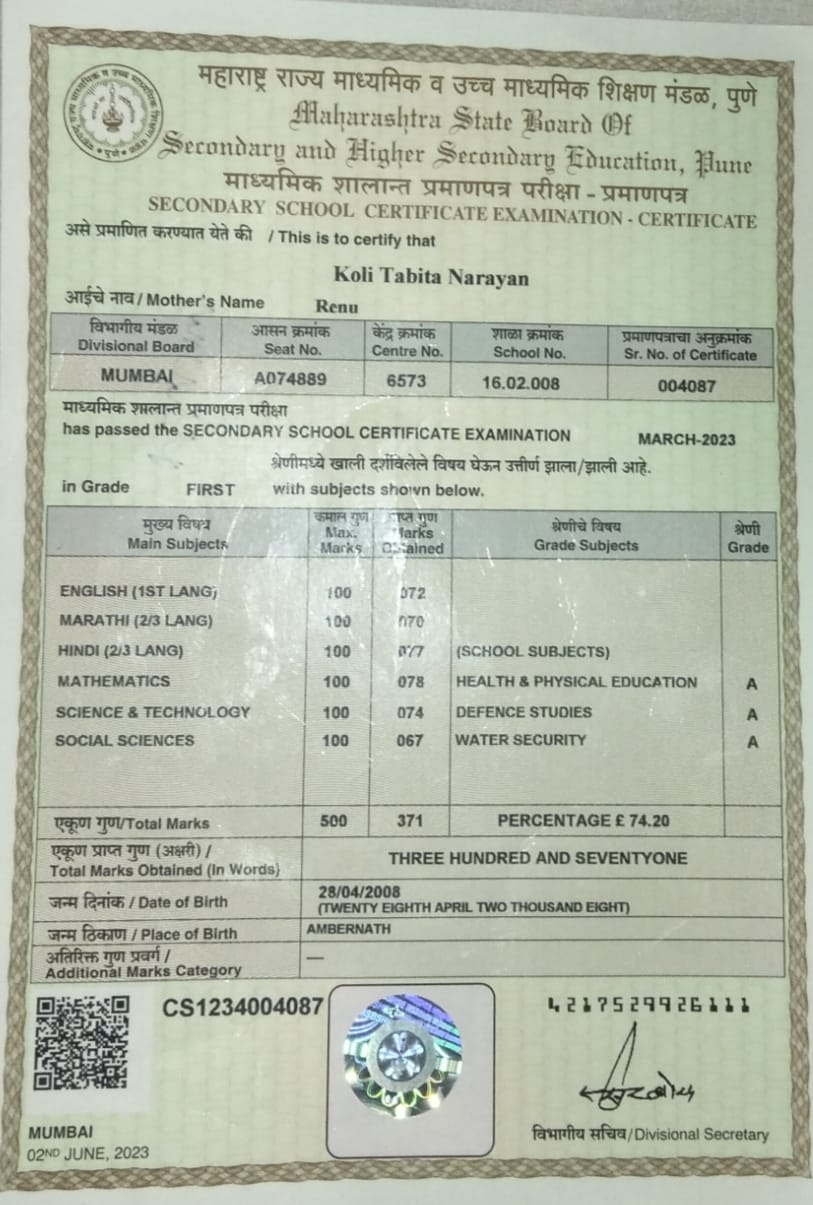 महाराष्ट्र राज्य माध्यमिक व उच्च माध्यमिक शिक्षण मंडळ, पुणे
Maharashtra State Board Of
Secondary and Higher Secondary Education, Pune
माध्यमिक शालान्त प्रमाणपत्र परीक्षा - प्रमाणपत्र
SECONDARY SCHOOL CERTIFICATE EXAMINATION - CERTIFICATE
असे प्रमाणित करण्यात येते की / This is to certify that
Koli Tabita Narayan
आईचे नाव / Mother's Name Renu
विभागीय मंडळ आसन क्रमांक केंद्र क्रमांक शाळा क्रमांक प्रमाणपत्राचा अनुक्रमांक
Divisional Board Seat No. Centre No. School No. Sr. No. of Certificate
MUMBAI A074889 6573 16.02.008 004087
माध्यमिक शालान्त प्रमाणपत्र परीक्षा
has passed the SECONDARY SCHOOL CERTIFICATE EXAMINATION MARCH-2023
श्रेणीमध्ये खाली दर्शविलेले विषय घेऊन उत्तीर्ण झाला/झाली आहे.
in Grade FIRST with subjects shown below.
मुख्य विषय कमाल गुण प्राप्त गुण श्रेणीचे विषय श्रेणी
Main Subjects Max. Marks Marks Obtained Grade Subjects Grade
ENGLISH (1ST LANG) 100 072
MARATHI (2/3 LANG) 100 070
HINDI (2/3 LANG) 100 077 (SCHOOL SUBJECTS)
MATHEMATICS 100 078 HEALTH & PHYSICAL EDUCATION A
SCIENCE & TECHNOLOGY 100 074 DEFENCE STUDIES A
SOCIAL SCIENCES 100 067 WATER SECURITY A
एकूण गुण/Total Marks 500 371 PERCENTAGE £ 74.20
एकूण प्राप्त गुण (अक्षरी) /
Total Marks Obtained (In Words) THREE HUNDRED AND SEVENTYONE
जन्म दिनांक / Date of Birth 28/04/2008
(TWENTY EIGHTH APRIL TWO THOUSAND EIGHT)
जन्म ठिकाण / Place of Birth AMBERNATH
अतिरिक्त गुण प्रवर्ग /
Additional Marks Category —
CS1234004087 4217529926111
विभागीय सचिव/Divisional Secretary
MUMBAI
02ND JUNE, 2023